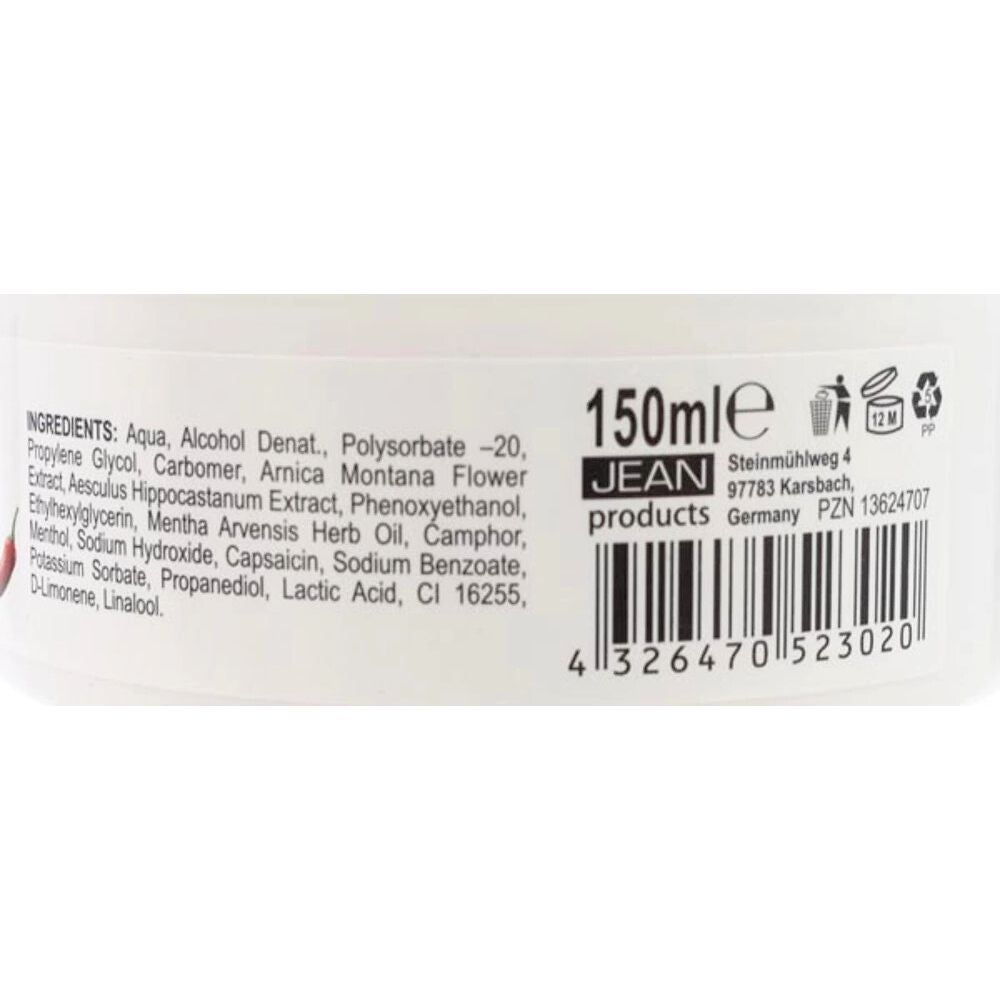 INGREDIENTS: Aqua, Alcohol Denat., Polysorbate –20,
Propylene Glycol, Carbomer, Arnica Montana Flower
Extract, Aesculus Hippocastanum Extract, Phenoxyethanol,
Ethylhexylglycerin, Mentha Arvensis Herb Oil, Camphor,
Menthol, Sodium Hydroxide, Capsaicin, Sodium Benzoate,
Potassium Sorbate, Propanediol, Lactic Acid, CI 16255,
D-Limonene, Linalool.
150ml e
12 M
5
PP
JEAN
products
Steinmühlweg 4
97783 Karsbach,
Germany PZN 13624707
4 326470 523020